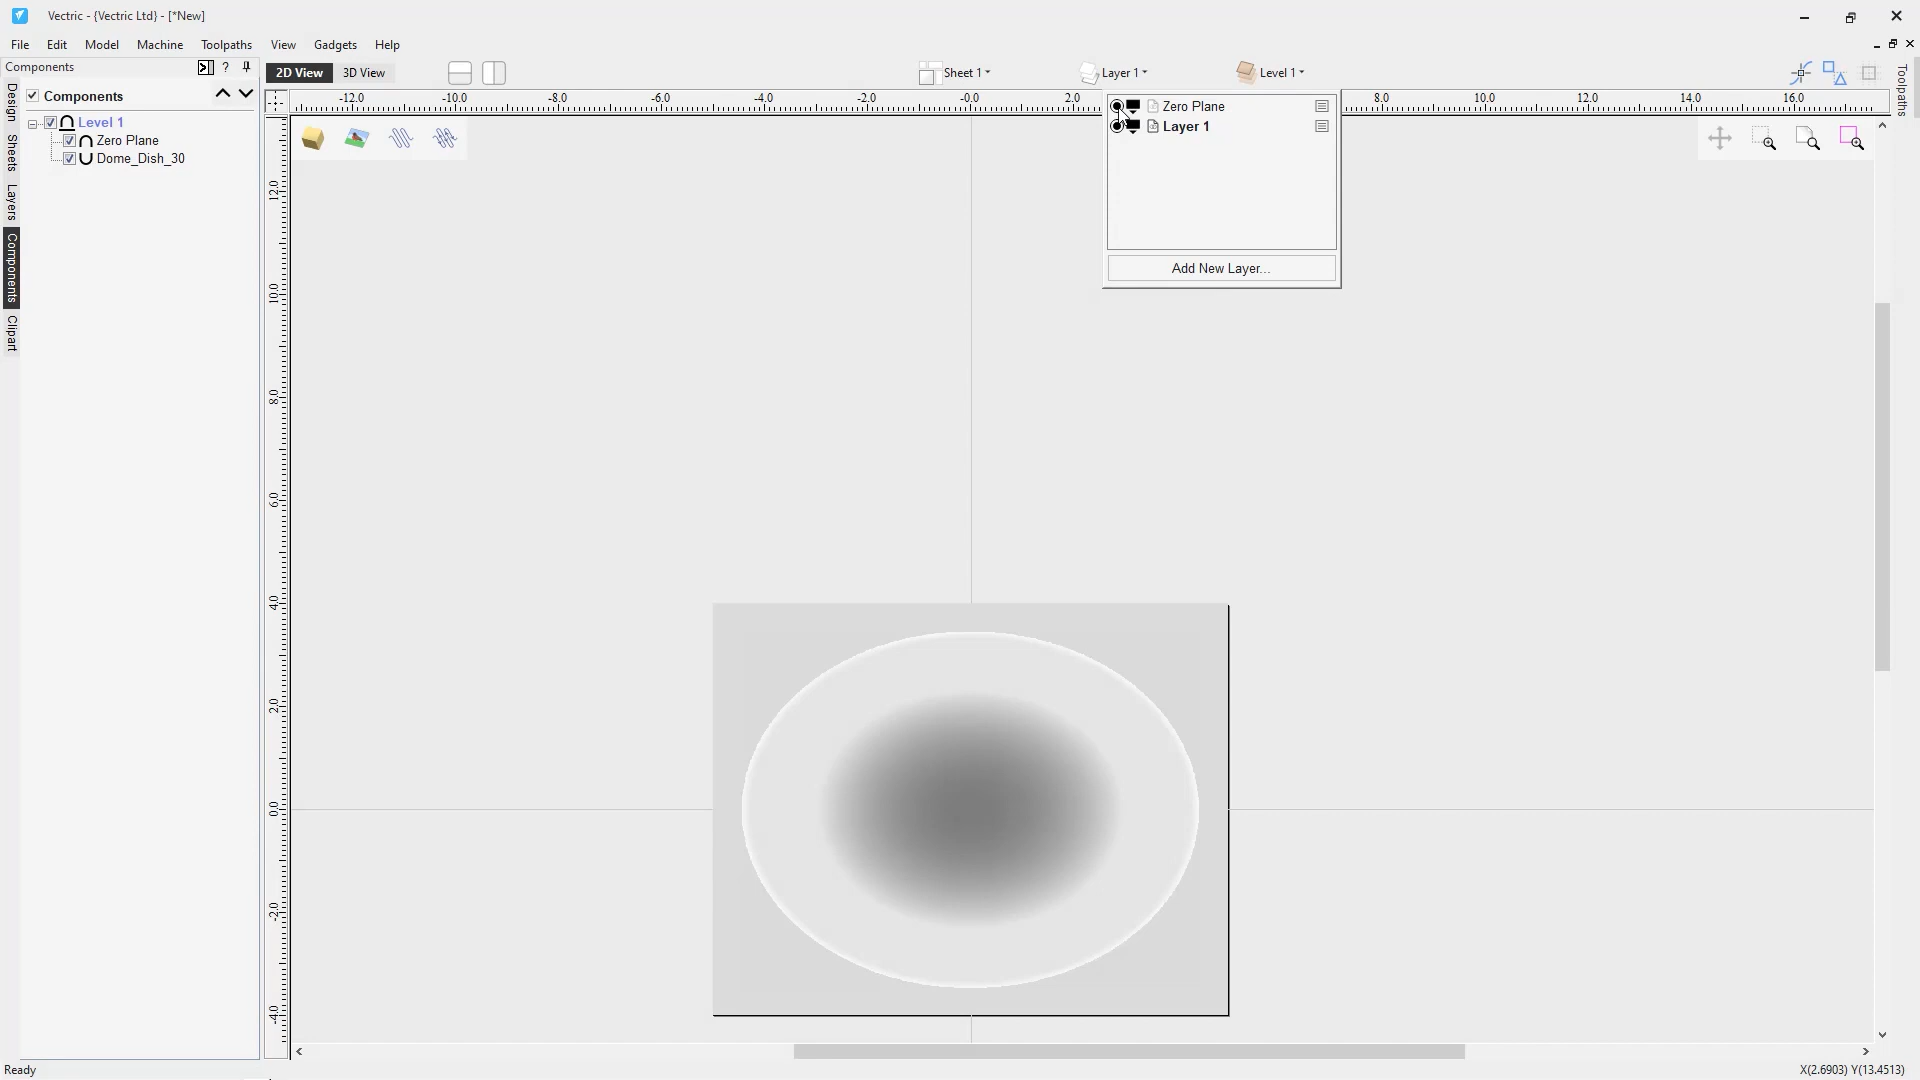 Vectric - {Vectric Ltd} - [*New]
File Edit Model Machine Toolpaths View Gadgets Help
Components ?
2D View 3D View Sheet 1 Layer 1 Level 1
Components
Level 1
Zero Plane
Dome_Dish_30
Design
Sheets
Layers
Components
Clipart
-12.0 -10.0 -8.0 -6.0 -4.0 -2.0 -0.0 2.0 8.0 10.0 12.0 14.0 16.0
Zero Plane
Layer 1
Add New Layer...
Toolpaths
12.0
10.0
8.0
6.0
4.0
2.0
0.0
-2.0
-4.0
Ready
X(2.6903) Y(13.4513)